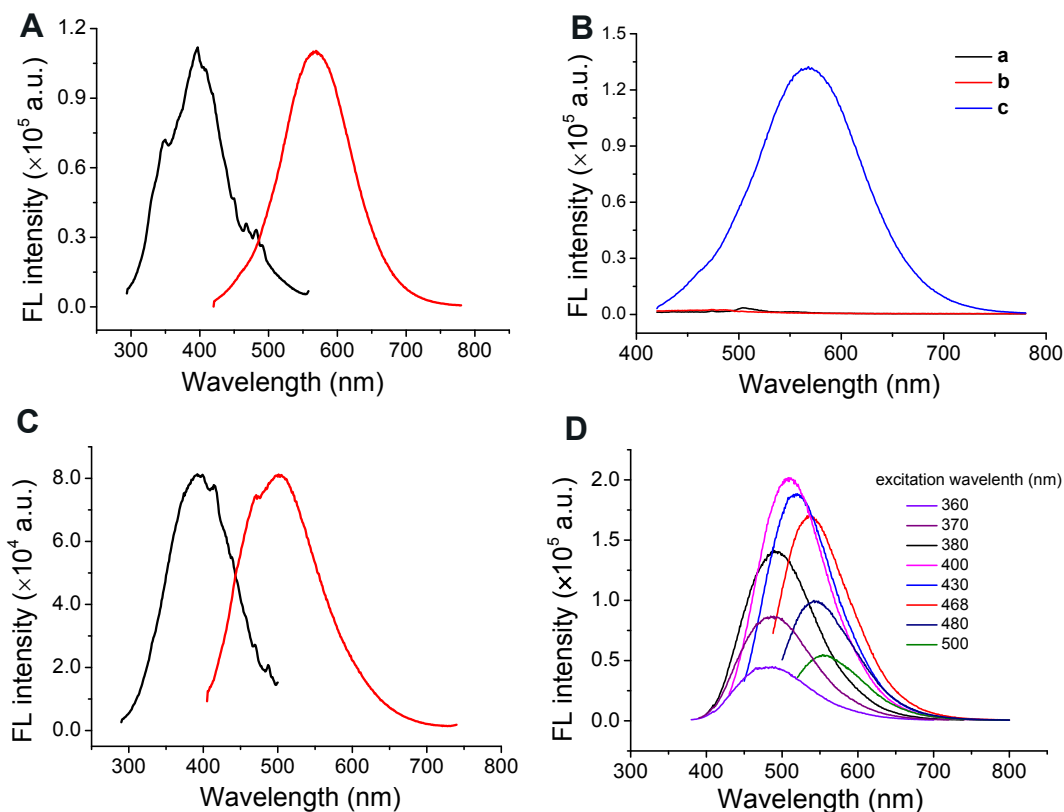 A
FL intensity (×10⁵ a.u.)
1.2
0.9
0.6
0.3
0.0
300 400 500 600 700 800
Wavelength (nm)
B
FL intensity (×10⁵ a.u.)
1.5
1.2
0.9
0.6
0.3
0.0
400 500 600 700 800
Wavelength (nm)
a
b
c
C
FL intensity (×10⁴ a.u.)
8.0
6.0
4.0
2.0
0.0
300 400 500 600 700 800
Wavelength (nm)
D
FL intensity (×10⁵ a.u.)
2.0
1.5
1.0
0.5
0.0
300 400 500 600 700 800
Wavelength (nm)
excitation wavelenth (nm)
360
370
380
400
430
468
480
500